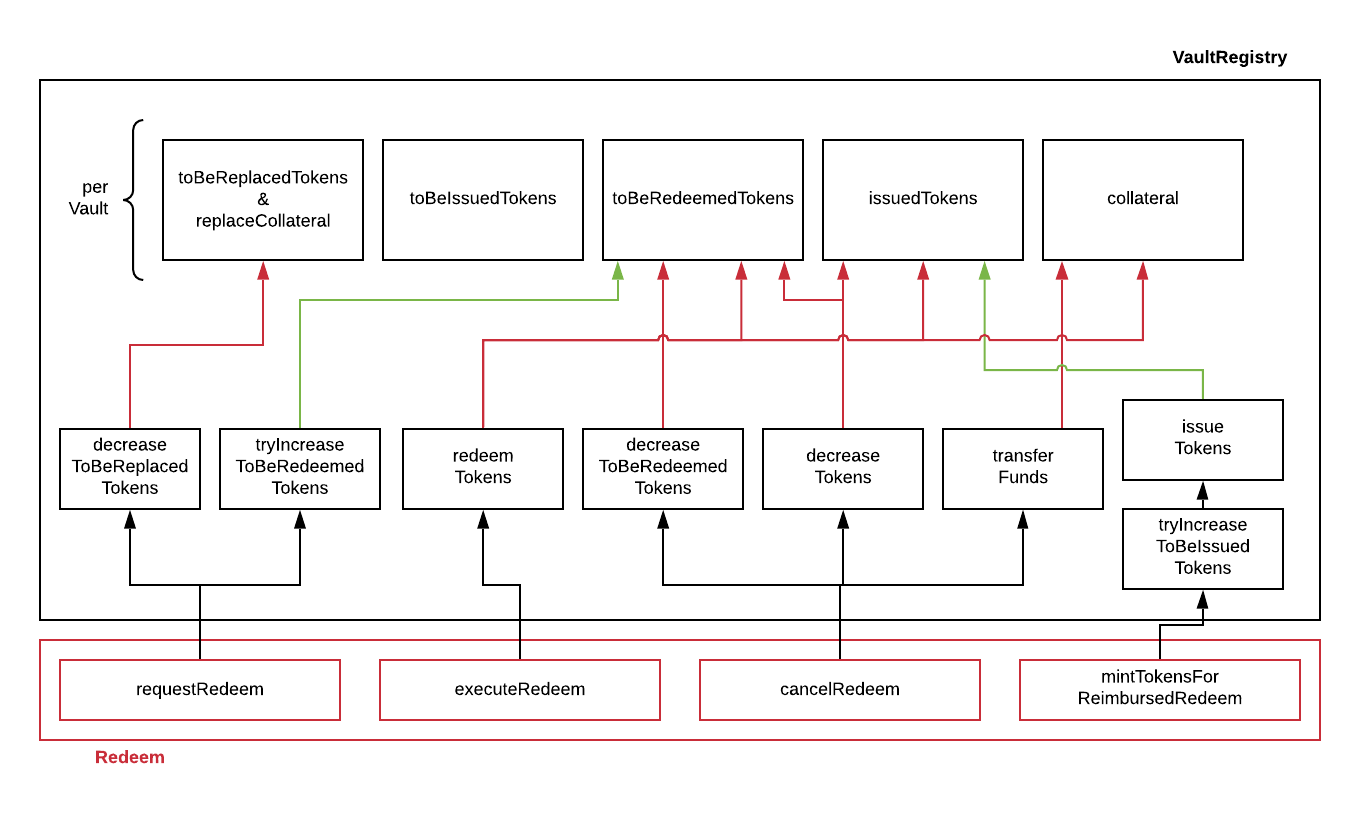 VaultRegistry
per
Vault
toBeReplacedTokens
&
replaceCollateral
toBeIssuedTokens
toBeRedeemedTokens
issuedTokens
collateral
decrease
ToBeReplaced
Tokens
tryIncrease
ToBeRedeemed
Tokens
redeem
Tokens
decrease
ToBeRedeemed
Tokens
decrease
Tokens
transfer
Funds
issue
Tokens
tryIncrease
ToBeIssued
Tokens
requestRedeem
executeRedeem
cancelRedeem
mintTokensFor
ReimbursedRedeem
Redeem